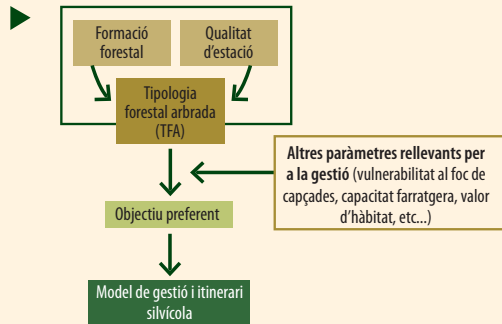 Formació
forestal
Qualitat
d’estació
Tipologia
forestal arbrada
(TFA)
Altres paràmetres rellevants per
a la gestió (vulnerabilitat al foc de
capçades, capacitat farratgera, valor
d’hàbitat, etc...)
Objectiu preferent
Model de gestió i itinerari
silvícola